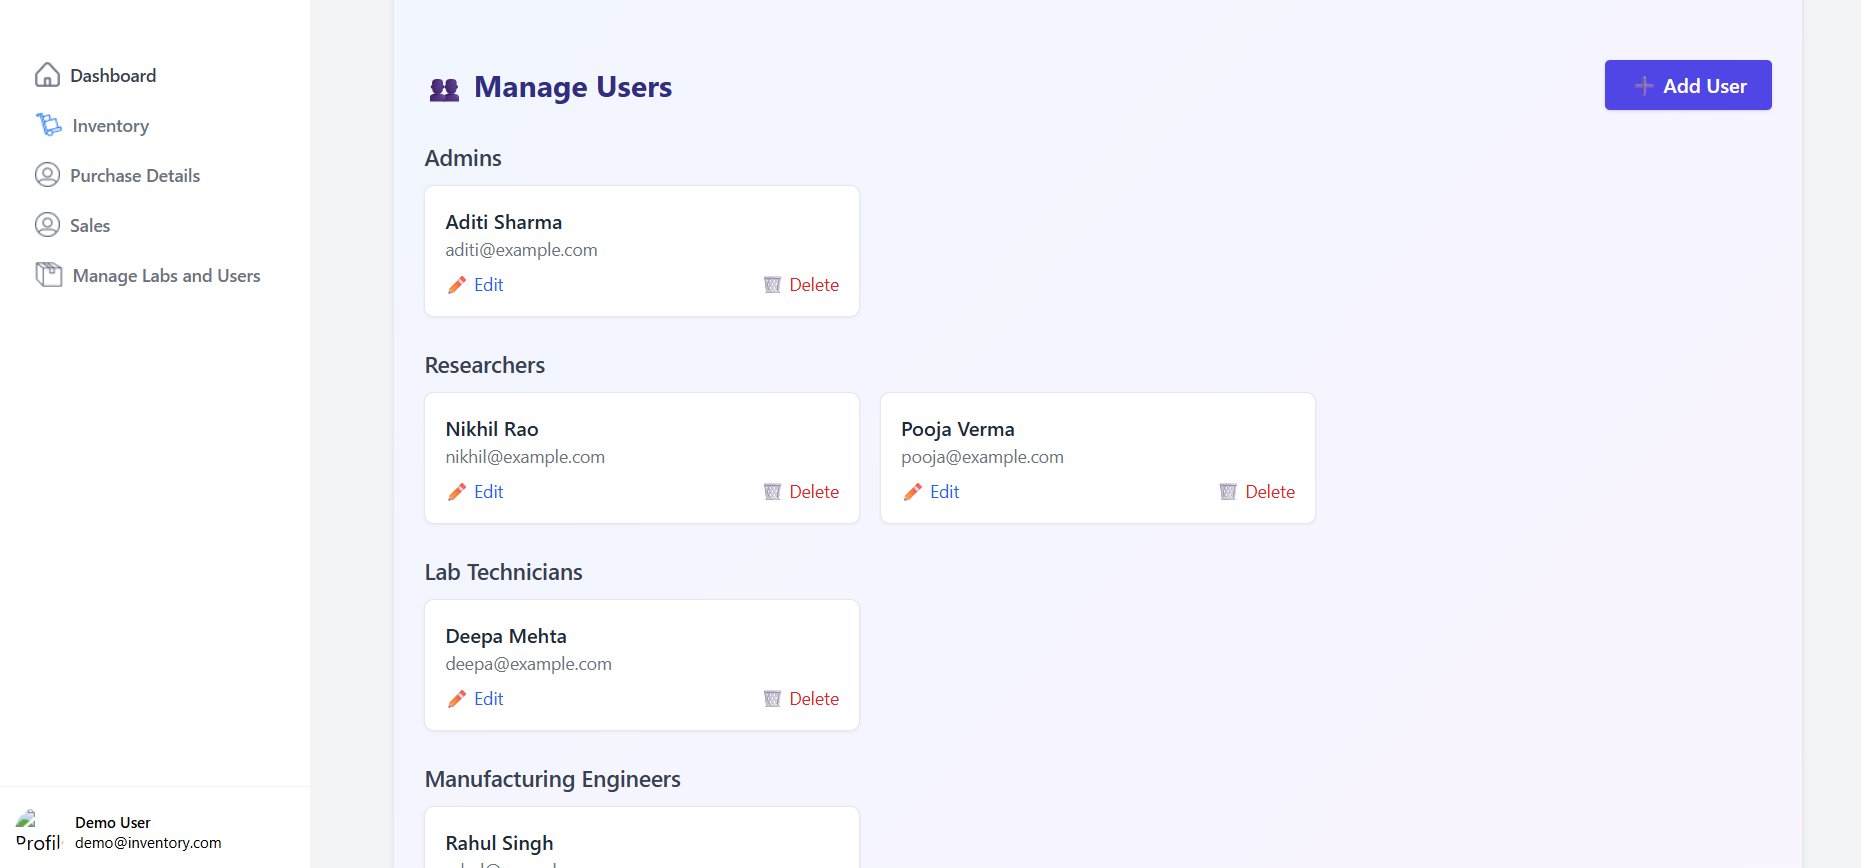 Dashboard
Inventory
Purchase Details
Sales
Manage Labs and Users
Demo User
demo@inventory.com
Manage Users
Add User
Admins
Aditi Sharma
aditi@example.com
Edit Delete
Researchers
Nikhil Rao
nikhil@example.com
Edit Delete
Pooja Verma
pooja@example.com
Edit Delete
Lab Technicians
Deepa Mehta
deepa@example.com
Edit Delete
Manufacturing Engineers
Rahul Singh